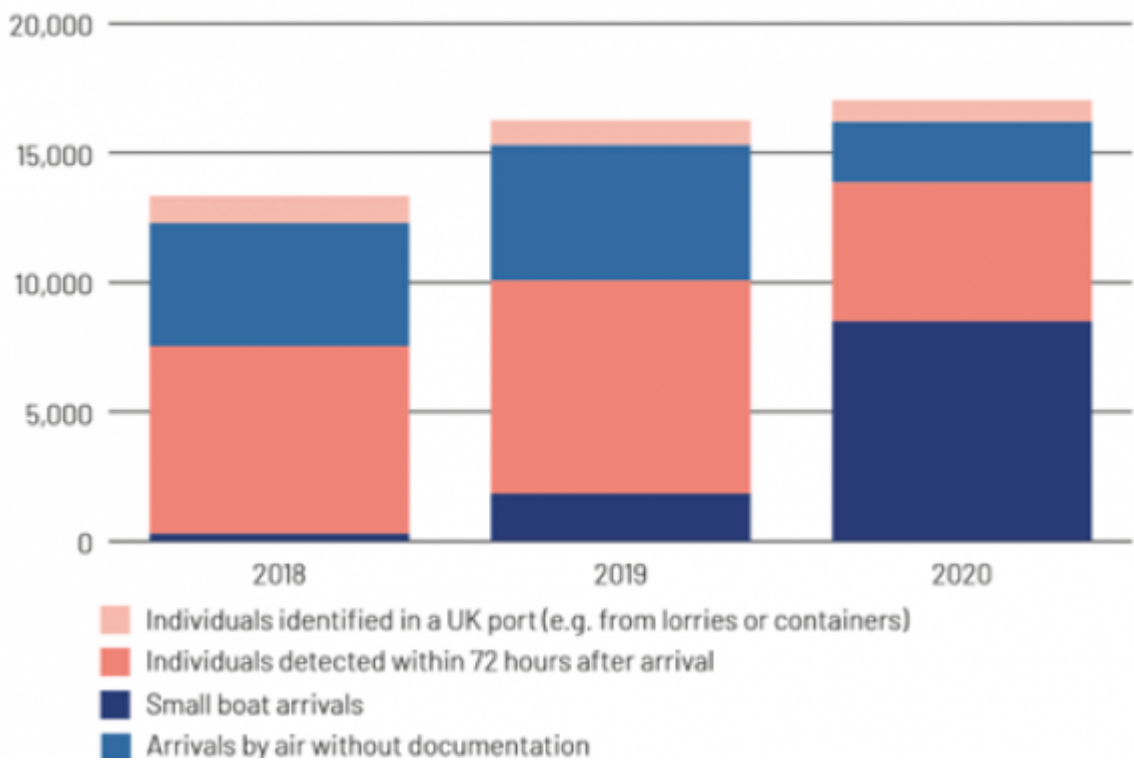 20,000
15,000
10,000
5,000
0
2018 2019 2020
Individuals identified in a UK port (e.g. from lorries or containers)
Individuals detected within 72 hours after arrival
Small boat arrivals
Arrivals by air without documentation